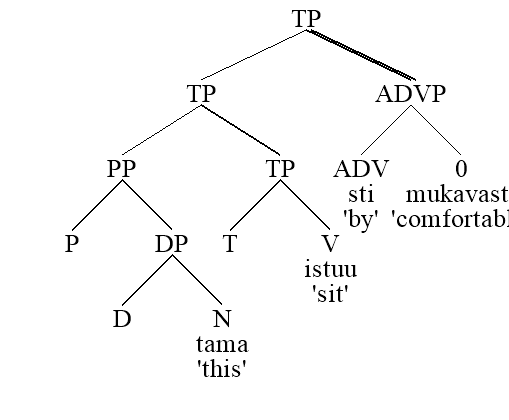 TP
TP ADVP
PP TP ADV 0
sti mukavast
'by' 'comfortabl
P DP T V
istuu
'sit'
D N
tama
'this'